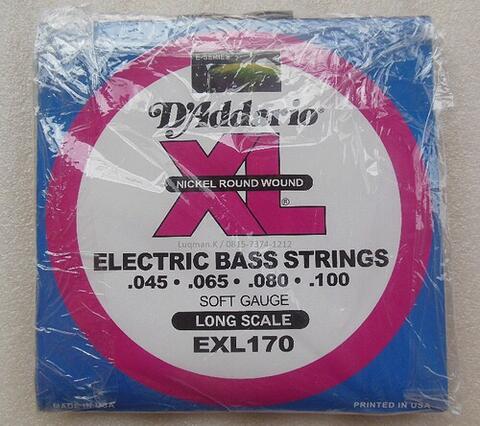 E-SERIES
D'Addario®
XL®
NICKEL ROUND WOUND
Luqman.K / 0815-7374-1212
ELECTRIC BASS STRINGS
.045 • .065 • .080 • .100
SOFT GAUGE
LONG SCALE
EXL170
MADE IN USA
PRINTED IN USA